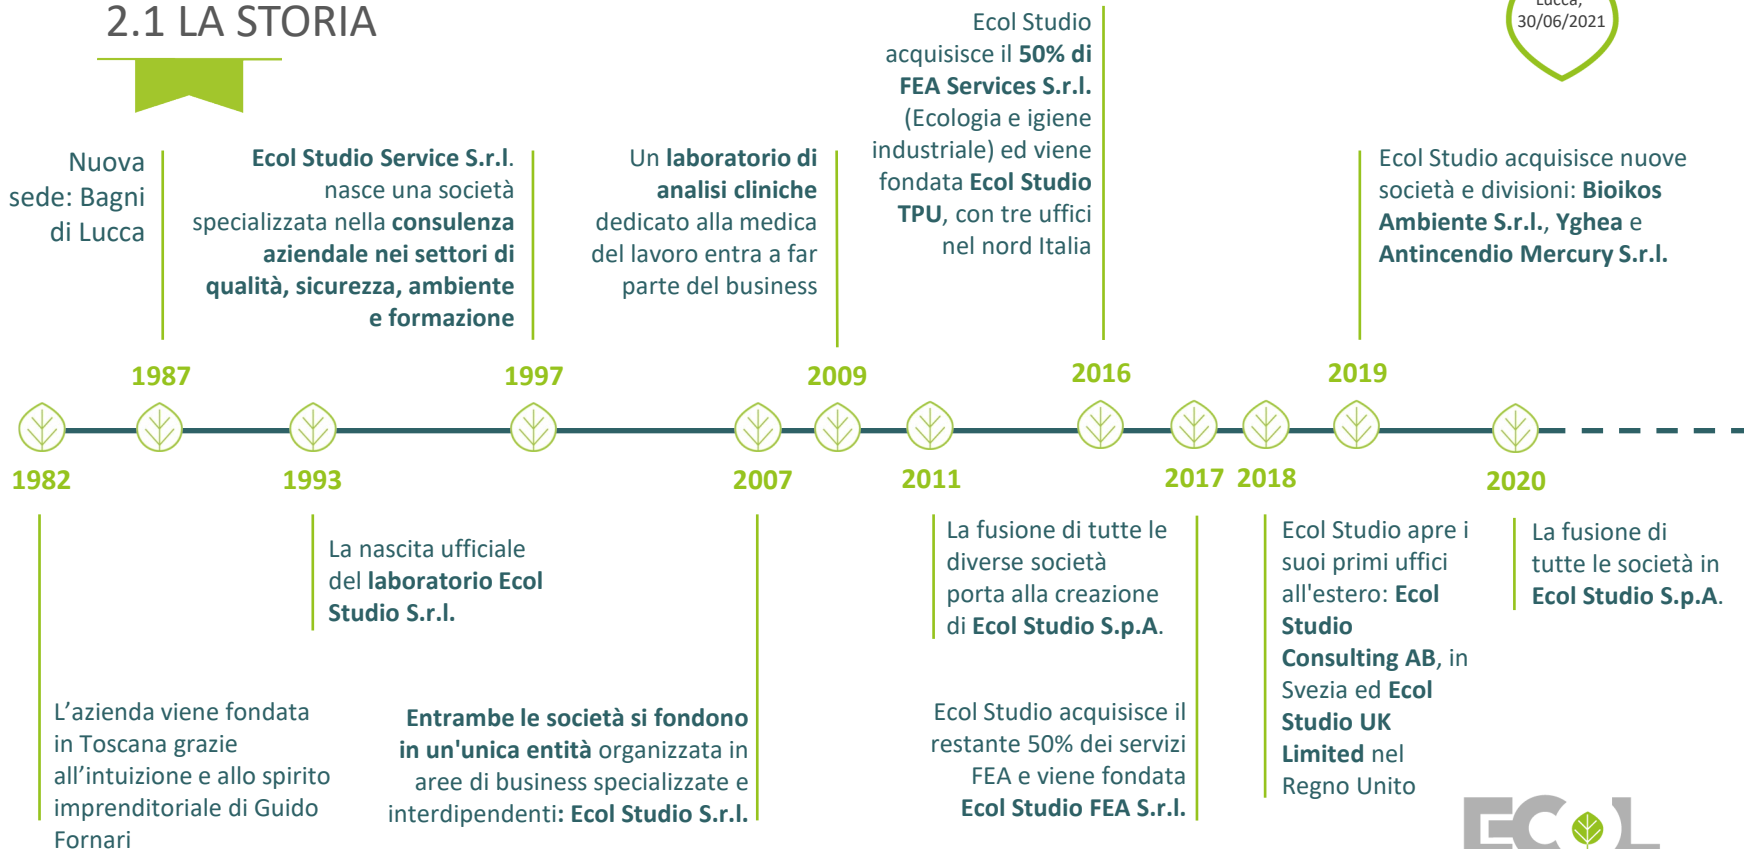 2.1 LA STORIA
Lucca,
30/06/2021
Nuova
sede: Bagni
di Lucca
Ecol Studio Service S.r.l.
nasce una società
specializzata nella consulenza
aziendale nei settori di
qualità, sicurezza, ambiente
e formazione
Un laboratorio di
analisi cliniche
dedicato alla medica
del lavoro entra a far
parte del business
Ecol Studio
acquisisce il 50% di
FEA Services S.r.l.
(Ecologia e igiene
industriale) ed viene
fondata Ecol Studio
TPU, con tre uffici
nel nord Italia
Ecol Studio acquisisce nuove
società e divisioni: Bioikos
Ambiente S.r.l., Yghea e
Antincendio Mercury S.r.l.
1987
1997
2009
2016
2019
1982
1993
2007
2011
2017
2018
2020
L'azienda viene fondata
in Toscana grazie
all'intuizione e allo spirito
imprenditoriale di Guido
Fornari
La nascita ufficiale
del laboratorio Ecol
Studio S.r.l.
Entrambe le società si fondono
in un'unica entità organizzata in
aree di business specializzate e
interdipendenti: Ecol Studio S.r.l.
La fusione di tutte le
diverse società
porta alla creazione
di Ecol Studio S.p.A.
Ecol Studio acquisisce il
restante 50% dei servizi
FEA e viene fondata
Ecol Studio FEA S.r.l.
Ecol Studio apre i
suoi primi uffici
all'estero: Ecol
Studio
Consulting AB, in
Svezia ed Ecol
Studio UK
Limited nel
Regno Unito
La fusione di
tutte le società in
Ecol Studio S.p.A.
ECOL